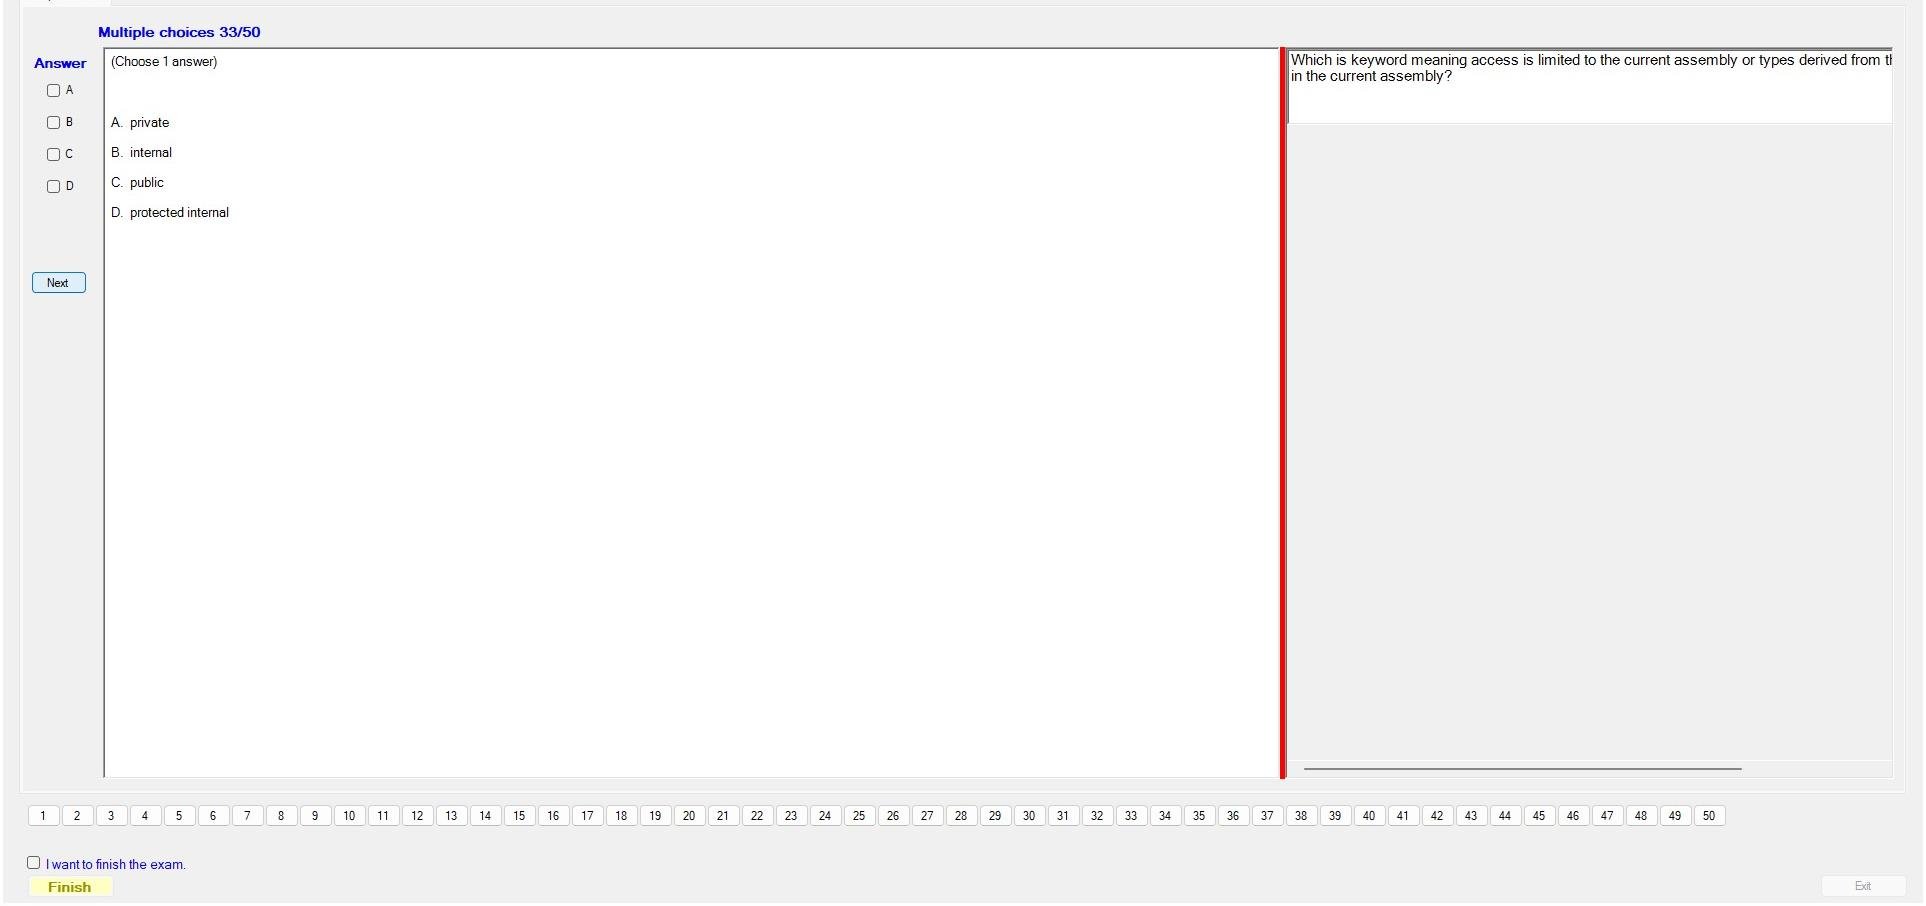 Multiple choices 33/50
Answer
A
B
C
D
Next
(Choose 1 answer)
A. private
B. internal
C. public
D. protected internal
Which is keyword meaning access is limited to the current assembly or types derived from
in the current assembly?
1 2 3 4 5 6 7 8 9 10 11 12 13 14 15 16 17 18 19 20 21 22 23 24 25 26 27 28 29 30 31 32 33 34 35 36 37 38 39 40 41 42 43 44 45 46 47 48 49 50
I want to finish the exam.
Finish
Exit